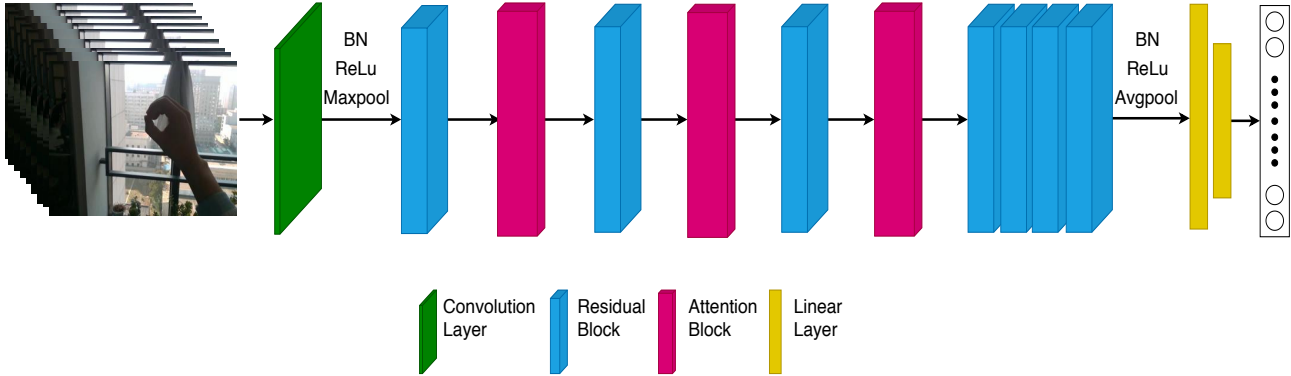 BN
ReLu
Maxpool
BN
ReLu
Avgpool
Convolution
Layer
Residual
Block
Attention
Block
Linear
Layer